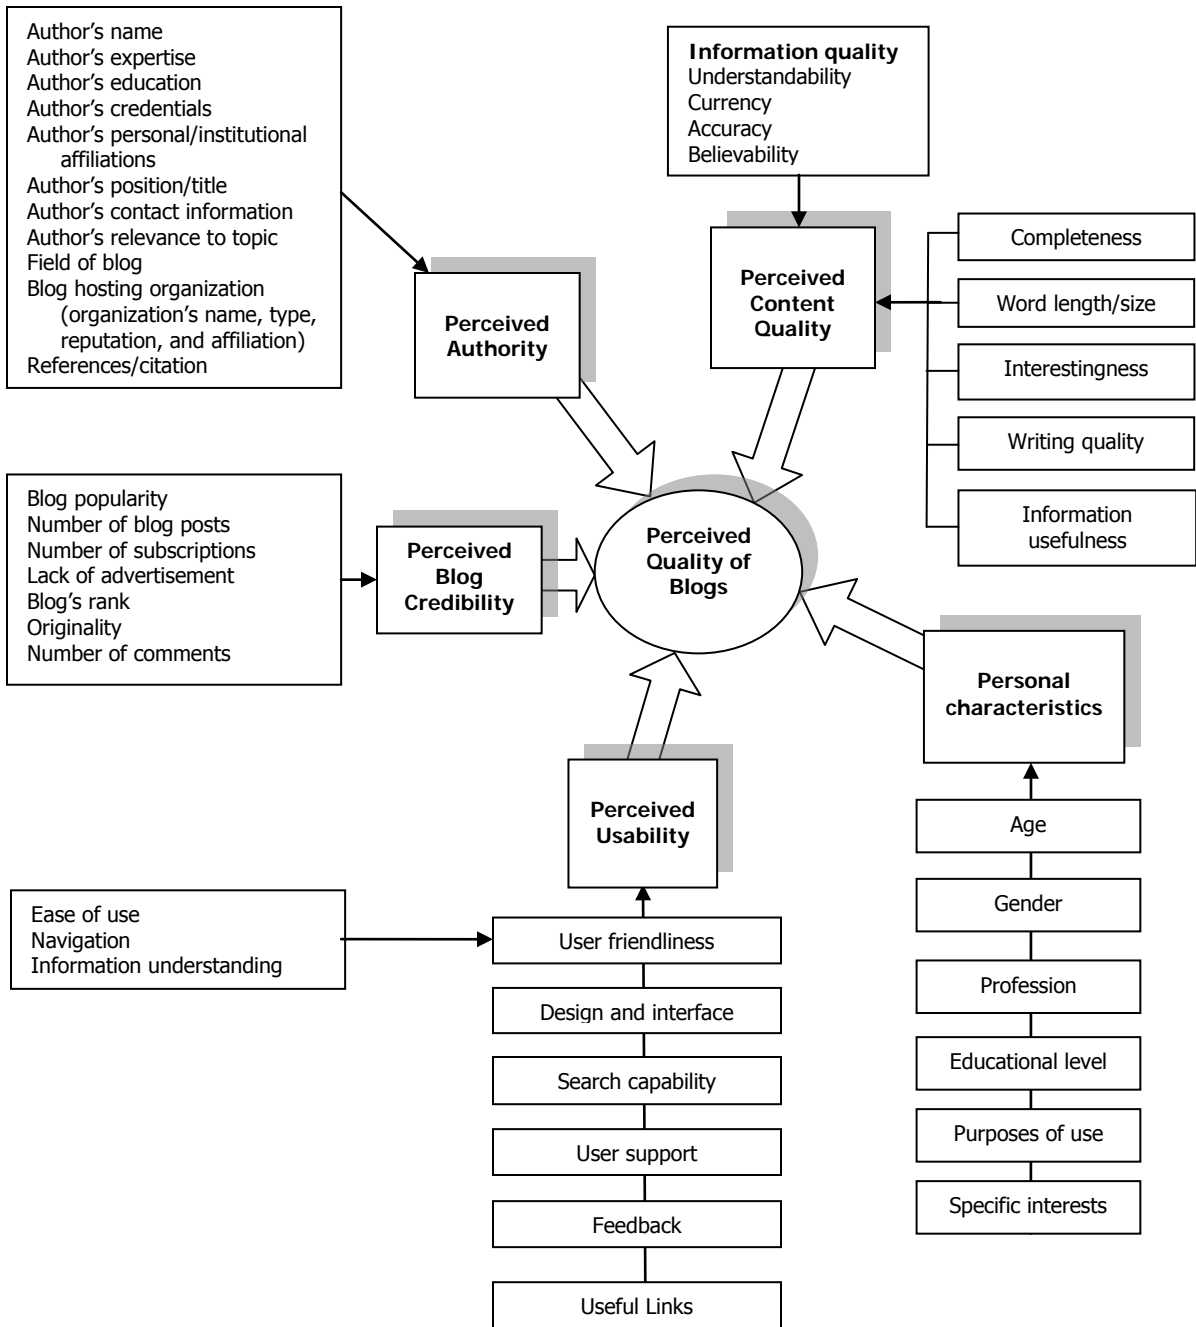 Author's name
Author's expertise
Author's education
Author's credentials
Author's personal/institutional
affiliations
Author's position/title
Author's contact information
Author's relevance to topic
Field of blog
Blog hosting organization
(organization's name, type,
reputation, and affiliation)
References/citation
Information quality
Understandability
Currency
Accuracy
Believability
Perceived
Authority
Perceived
Content
Quality
Completeness
Word length/size
Interestingness
Writing quality
Information
usefulness
Blog popularity
Number of blog posts
Number of subscriptions
Lack of advertisement
Blog's rank
Originality
Number of comments
Perceived
Blog
Credibility
Perceived
Quality of
Blogs
Personal
characteristics
Perceived
Usability
Age
Gender
Profession
Educational level
Purposes of use
Specific interests
Ease of use
Navigation
Information understanding
User friendliness
Design and interface
Search capability
User support
Feedback
Useful Links